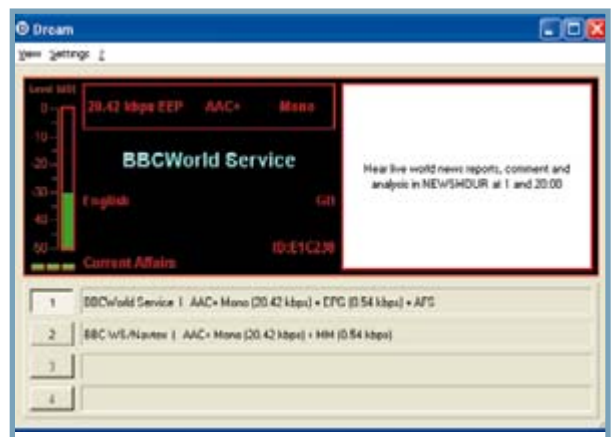 Dream
View Settings ?
Level [dB]
0
-10
-20
-30
-40
-50
20.42 kbps EEP AAC+ Mono
BBCWorld Service
English GB
ID:E1C238
Current Affairs
Hear live world news reports, comment and
analysis in NEWSHOUR at 1 and 20:00
1 BBCWorld Service | AAC+ Mono (20.42 kbps) + EPG (0.54 kbps) + AFS
2 BBC WS/Navtex | AAC+ Mono (20.42 kbps) + MM (0.54 kbps)
3
4